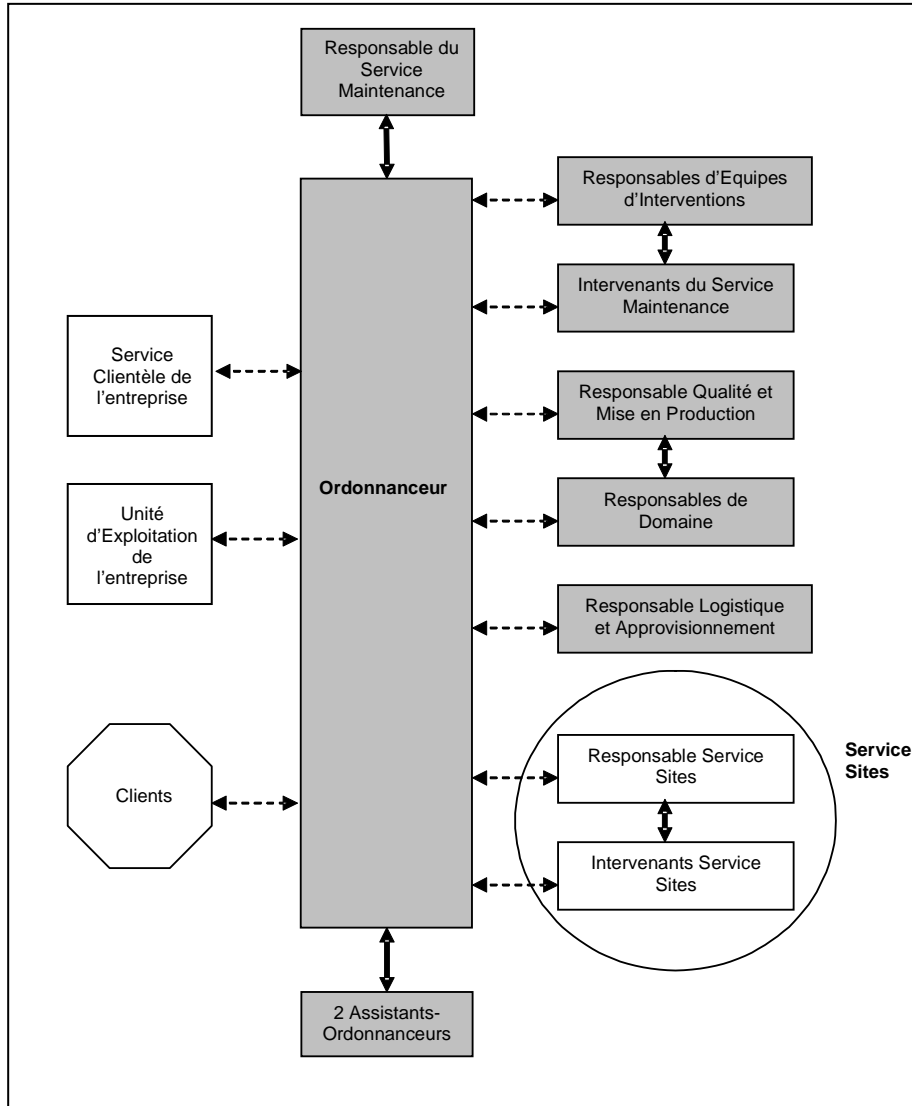 Responsable du
Service
Maintenance
Responsables d'Equipes
d'Interventions
Intervenants du Service
Maintenance
Service
Clientèle de
l'entreprise
Responsable Qualité et
Mise en Production
Ordonnanceur
Unité
d'Exploitation
de
l'entreprise
Responsables de
Domaine
Responsable Logistique
et Approvisionnement
Clients
Responsable Service
Sites
Service
Sites
Intervenants Service
Sites
2 Assistants-
Ordonnanceurs